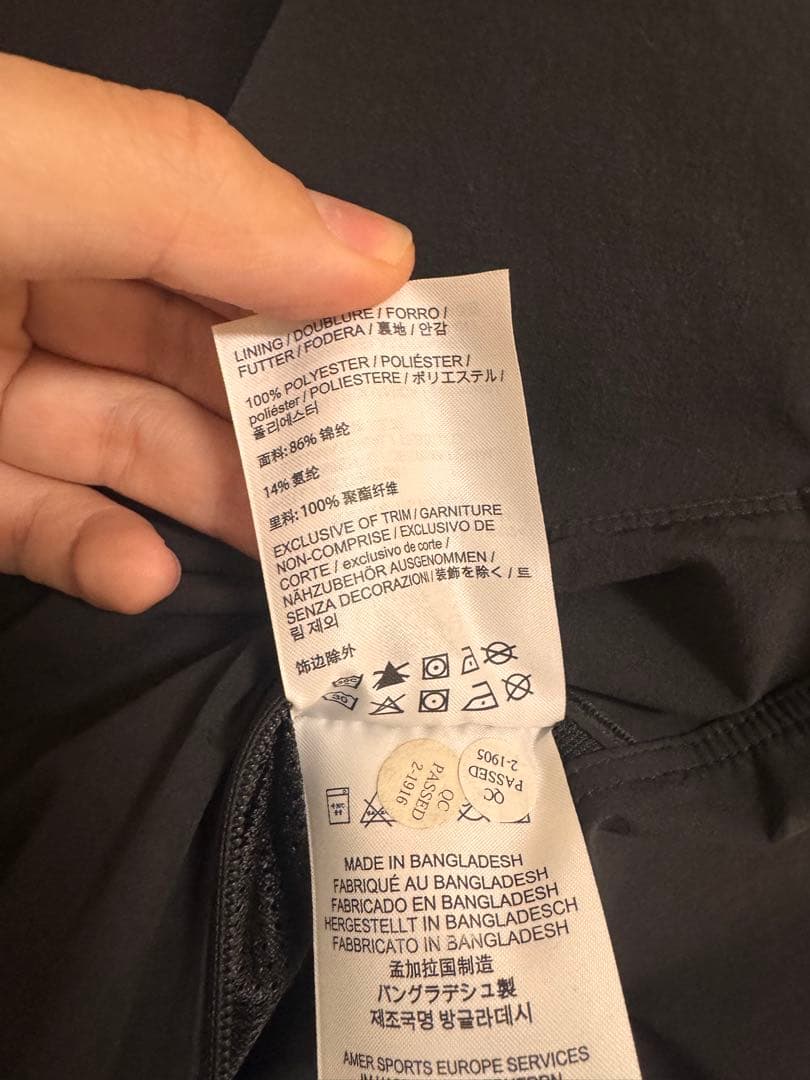 LINING / DOUBLURE / FORRO /
FUTTER / FODERA / 裏地 / 안감
100% POLYESTER / POLIÉSTER /
poliéster / POLIESTERE / ポリエステル /
폴리에스터
面料: 86% 锦纶
14% 氨纶
里料: 100% 聚酯纤维
EXCLUSIVE OF TRIM / GARNITURE
NON-COMPRISE / EXCLUSIVO DE
CORTE / exclusivo de corte /
NÄHZUBEHÖR AUSGENOMMEN /
SENZA DECORAZIONI / 装飾を除く / 트
림 제외
饰边除外
QC
PASSED
2-1916
QC
PASSED
2-1905
MADE IN BANGLADESH
FABRIQUÉ AU BANGLADESH
FABRICADO EN BANGLADESH
HERGESTELLT IN BANGLADESCH
FABBRICATO IN BANGLADESH
孟加拉国制造
バングラデシュ製
제조국명 방글라데시
AMER SPORTS EUROPE SERVICES